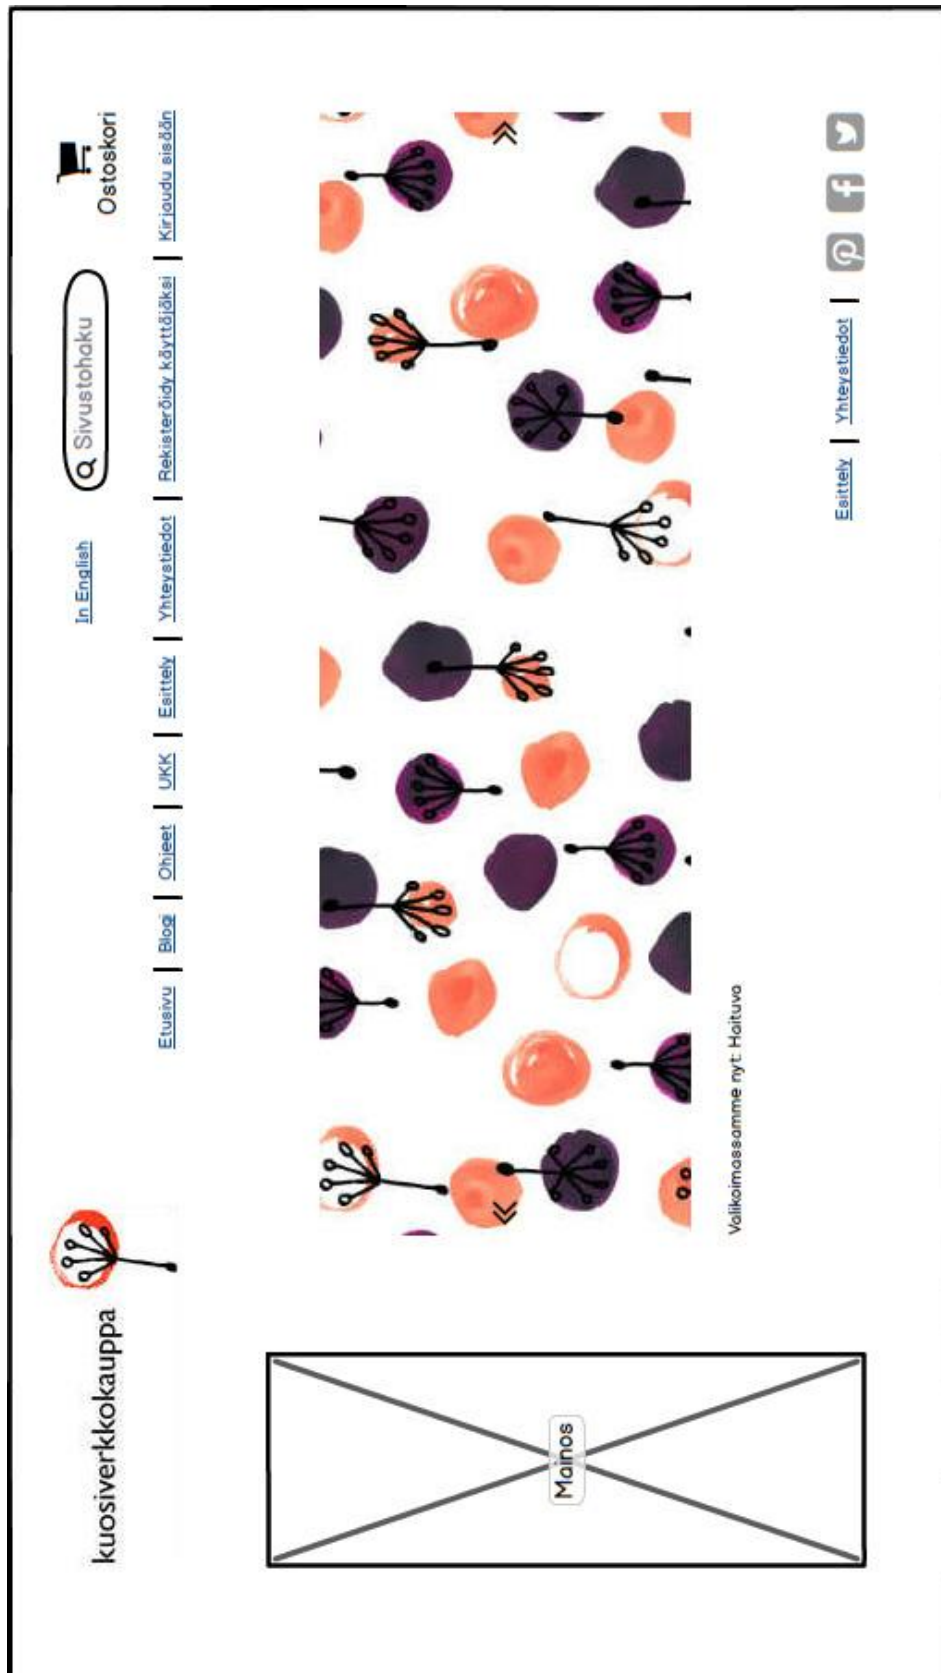 kuosiverkkokauppa
In English
Sivustohaku
Ostoskori
Etusivu | Blogi | Ohjeet | UKK | Esittely | Yhteystiedot | Rekisteröidy käyttäjäksi | Kirjaudu sisään
Mainos
Valikoimassamme nyt: Haituva
Esittely | Yhteystiedot |